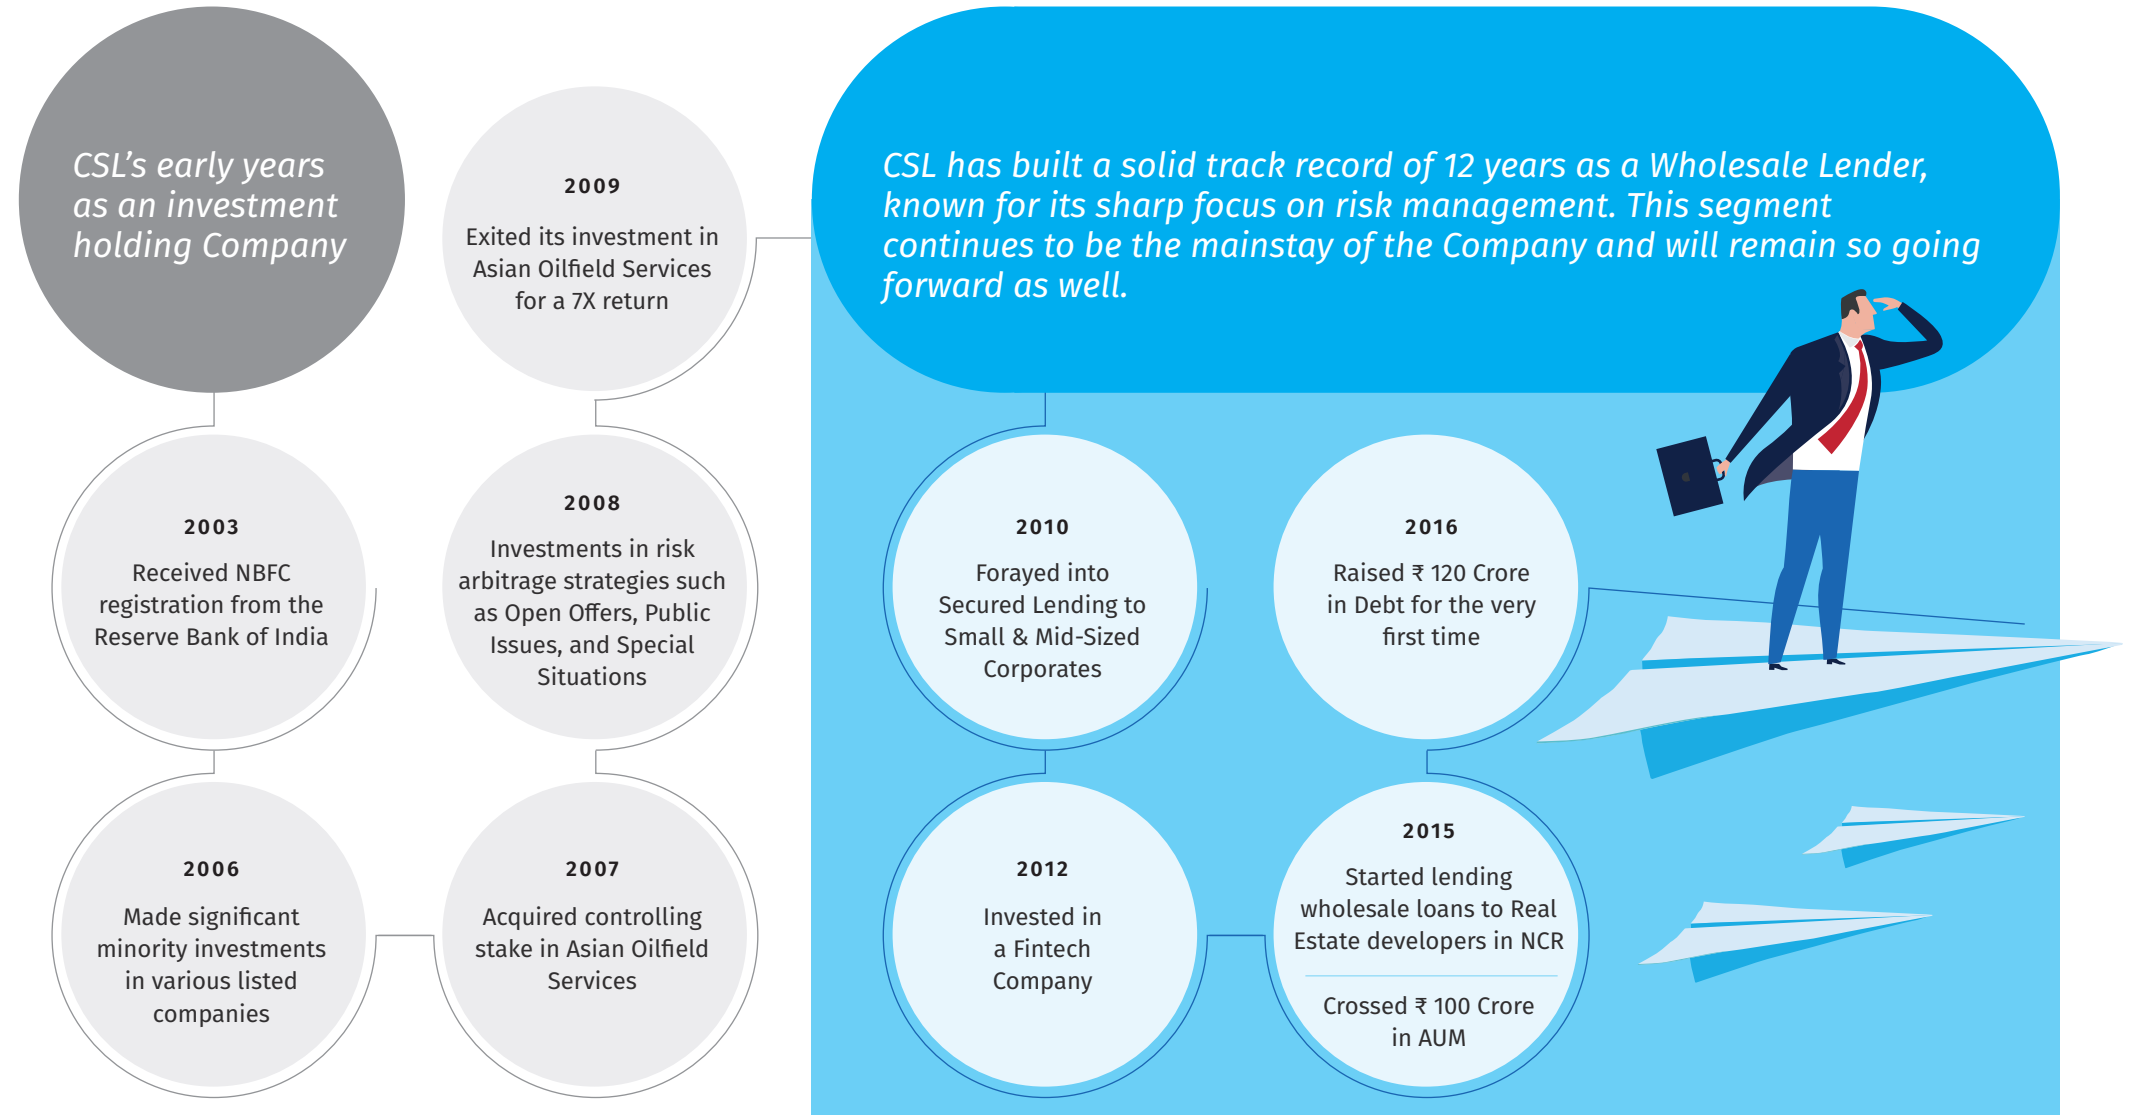 CSL’s early years
as an investment
holding Company
2003
Received NBFC
registration from the
Reserve Bank of India
2006
Made significant
minority investments
in various listed
companies
2007
Acquired controlling
stake in Asian Oilfield
Services
2008
Investments in risk
arbitrage strategies such
as Open Offers, Public
Issues, and Special
Situations
2009
Exited its investment in
Asian Oilfield Services
for a 7X return
CSL has built a solid track record of 12 years as a Wholesale Lender,
known for its sharp focus on risk management. This segment
continues to be the mainstay of the Company and will remain so going
forward as well.
2010
Forayed into
Secured Lending to
Small & Mid-Sized
Corporates
2012
Invested in
a Fintech
Company
2015
Started lending
wholesale loans to Real
Estate developers in NCR
Crossed ₹ 100 Crore
in AUM
2016
Raised ₹ 120 Crore
in Debt for the very
first time